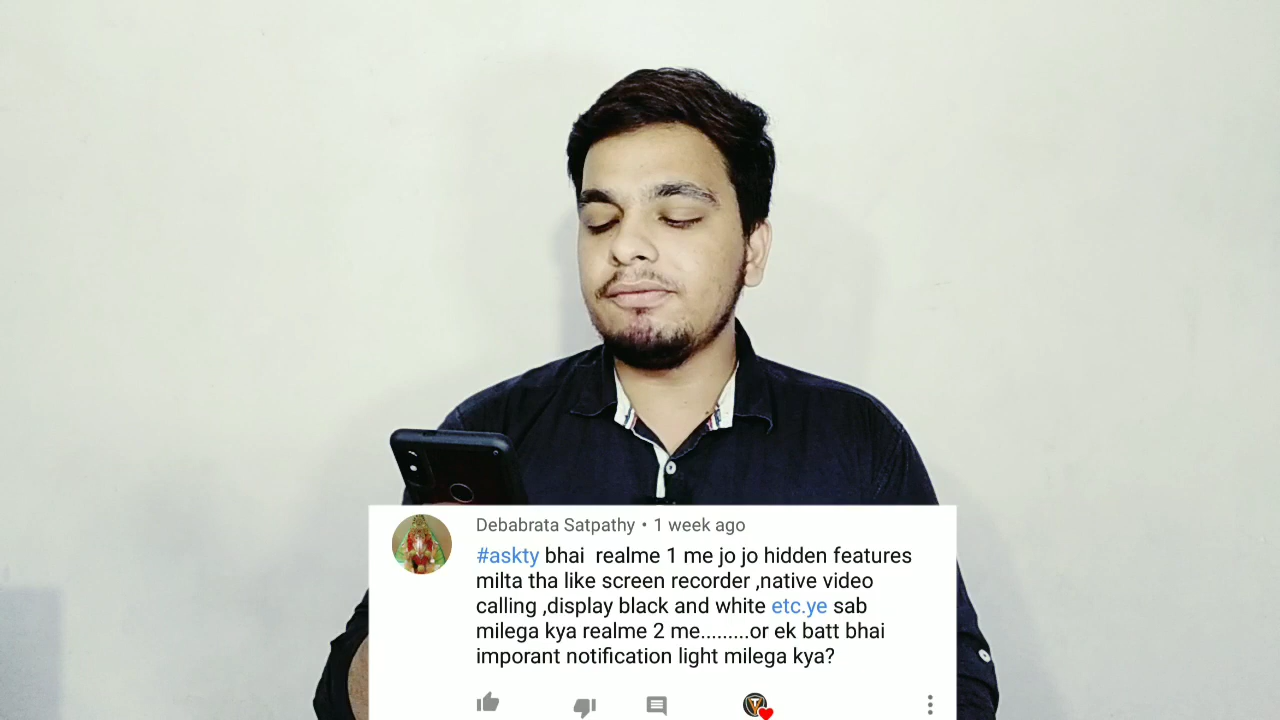 Debabrata Satpathy • 1 week ago
#askty bhai realme 1 me jo jo hidden features
milta tha like screen recorder ,native video
calling ,display black and white etc.ye sab
milega kya realme 2 me.........or ek batt bhai
imporant notification light milega kya?